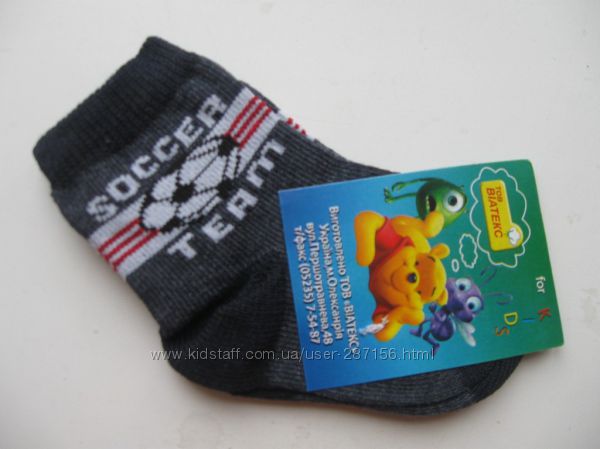 SOCCER
TEAM
ТОВ
ВІАТЕКС
for
K I D S
Виготовлено ТОВ «ВІАТЕКС»
Україна,м.Олександрія
вул.Першотравнева,48
т/факс (05235)7-54-87
www.kidstaff.com.ua/user-287156.html